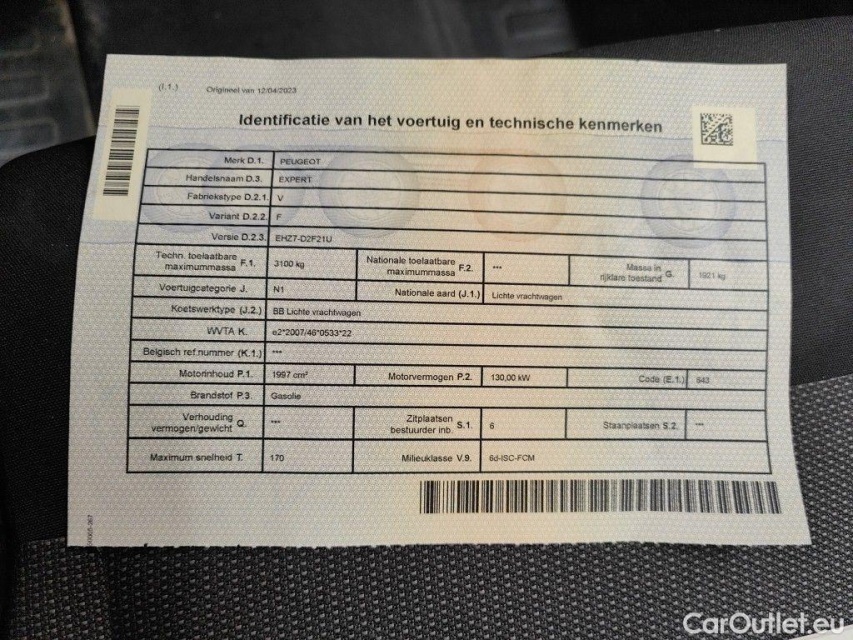 (I.1.) Origineel van 12/04/2023
Identificatie van het voertuig en technische kenmerken
Merk D.1. PEUGEOT
Handelsnaam D.3. EXPERT
Fabriekstype D.2.1. V
Variant D.2.2. F
Versie D.2.3. EHZ7-D2F21U
Techn. toelaatbare maximummassa F.1. 3100 kg Nationale toelaatbare maximummassa F.2. *** Massa in rijklare toestand G. 1921 kg
Voertuigcategorie J. N1 Nationale aard (J.1.) Lichte vrachtwagen
Koetswerktype (J.2.) BB Lichte vrachtwagen
WVTA K. e2*2007/46*0533*22
Belgisch ref.nummer (K.1.) ***
Motorinhoud P.1. 1997 cm³ Motorvermogen P.2. 130,00 kW Code (E.1.) 643
Brandstof P.3. Gasolie
Verhouding vermogen/gewicht Q. *** Zitplaatsen bestuurder inb. S.1. 6 Staanplaatsen S.2. ***
Maximum snelheid T. 170 Milieuklasse V.9. 6d-ISC-FCM
CarOutlet.eu